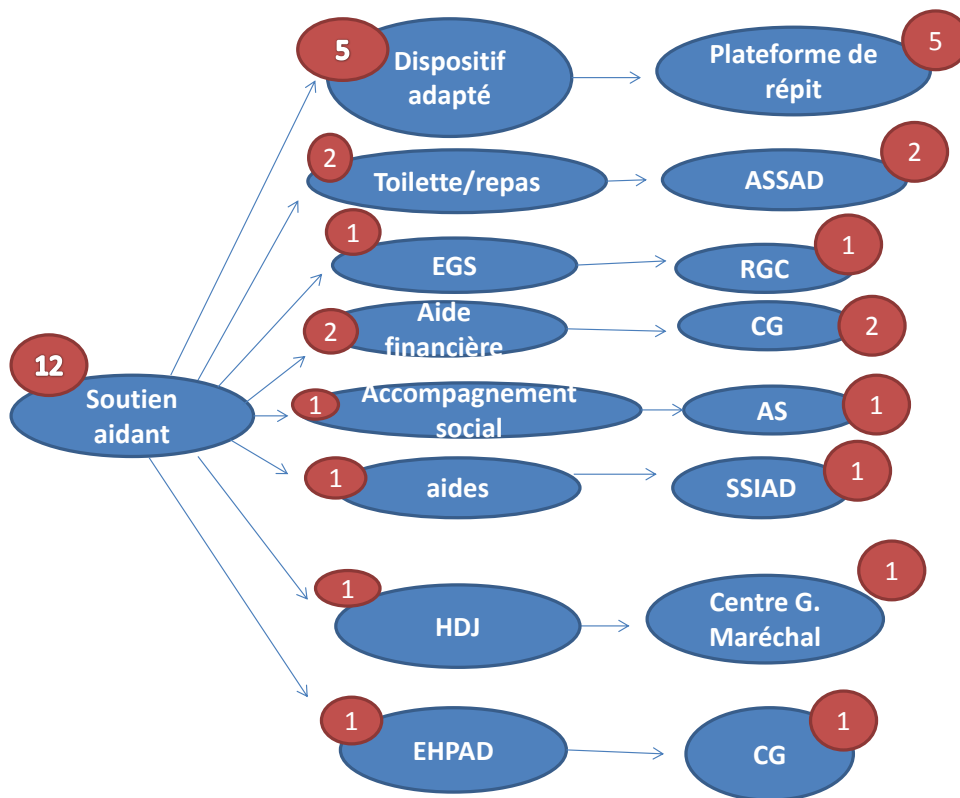 5
Dispositif
adapté
5
Plateforme de
répit
2
Toilette/repas
2
ASSAD
1
EGS
1
RGC
2
Aide
financière
2
CG
12
Soutien
aidant
1
Accompagnement
social
1
AS
1
aides
1
SSIAD
1
HDJ
1
Centre G.
Maréchal
1
EHPAD
1
CG